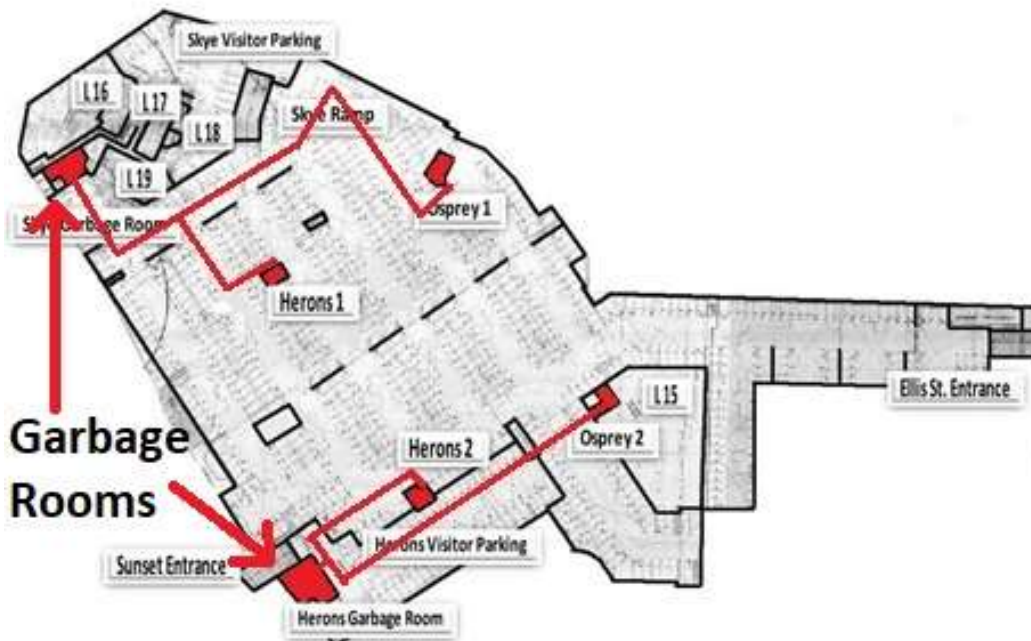 Skye Visitor Parking
L16
L17
L18
Skye Ramp
L19
Osprey 1
Skye Garbage Room
Herons 1
Garbage
Rooms
L15
Ellis St. Entrance
Herons 2
Osprey 2
Herons Visitor Parking
Sunset Entrance
Herons Garbage Room